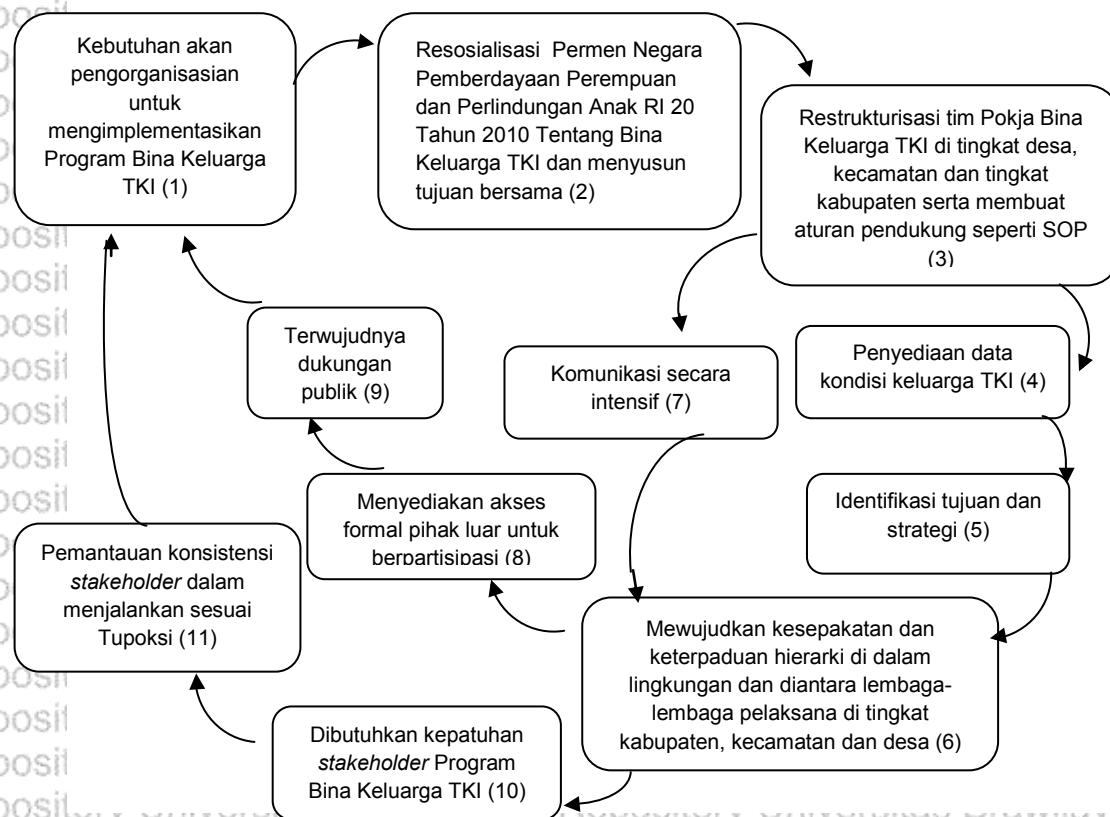 Kebutuhan akan
pengorganisasian
untuk
mengimplementasikan
Program Bina Keluarga
TKI (1)
Resosialisasi Permen Negara
Pemberdayaan Perempuan
dan Perlindungan Anak RI 20
Tahun 2010 Tentang Bina
Keluarga TKI dan menyusun
tujuan bersama (2)
Restrukturisasi tim Pokja Bina
Keluarga TKI di tingkat desa,
kecamatan dan tingkat
kabupaten serta membuat
aturan pendukung seperti SOP
(3)
Penyediaan data
kondisi keluarga TKI (4)
Identifikasi tujuan dan
strategi (5)
Mewujudkan kesepakatan dan
keterpaduan hierarki di dalam
lingkungan dan diantara lembaga-
lembaga pelaksana di tingkat
kabupaten, kecamatan dan desa (6)
Komunikasi secara
intensif (7)
Menyediakan akses
formal pihak luar untuk
berpartisipasi (8)
Terwujudnya
dukungan
publik (9)
Dibutuhkan kepatuhan
stakeholder Program
Bina Keluarga TKI (10)
Pemantauan konsistensi
stakeholder dalam
menjalankan sesuai
Tupoksi (11)